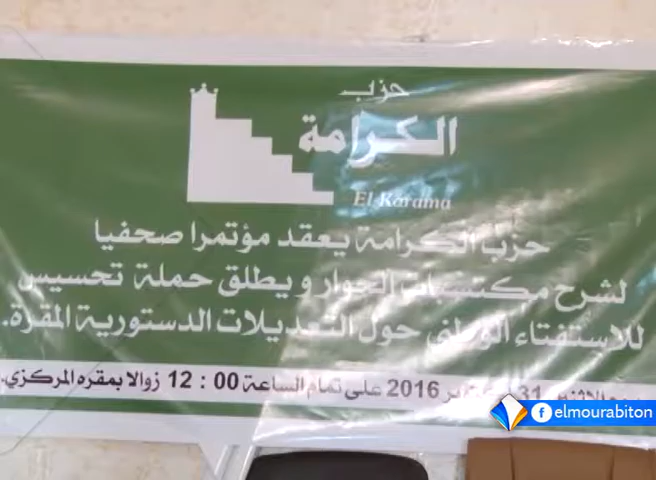 حزب
الكرامة
El Karama
حزب الكرامة يعقد مؤتمرا صحفيا
لشرح مكتسبات الحوار و يطلق حملة تحسيس
للاستفتاء الوطني حول التعديلات الدستورية المقرة.
الاثنين 31 2016 على تمام الساعة 00 : 12 زوالا بمقره المركزي.
elmourabiton